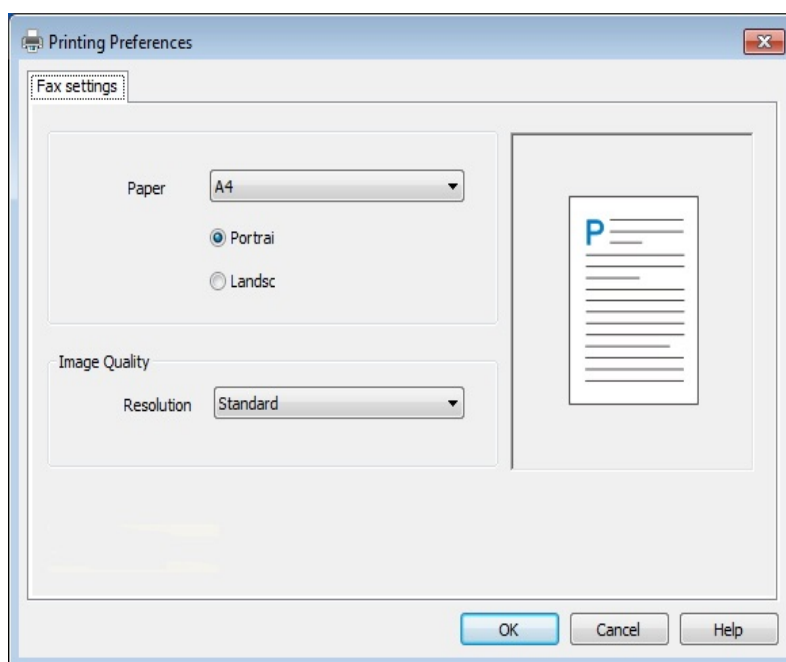 Printing Preferences
Fax settings
Paper
A4
Portrai
Landsc
Image Quality
Resolution
Standard
P
OK
Cancel
Help